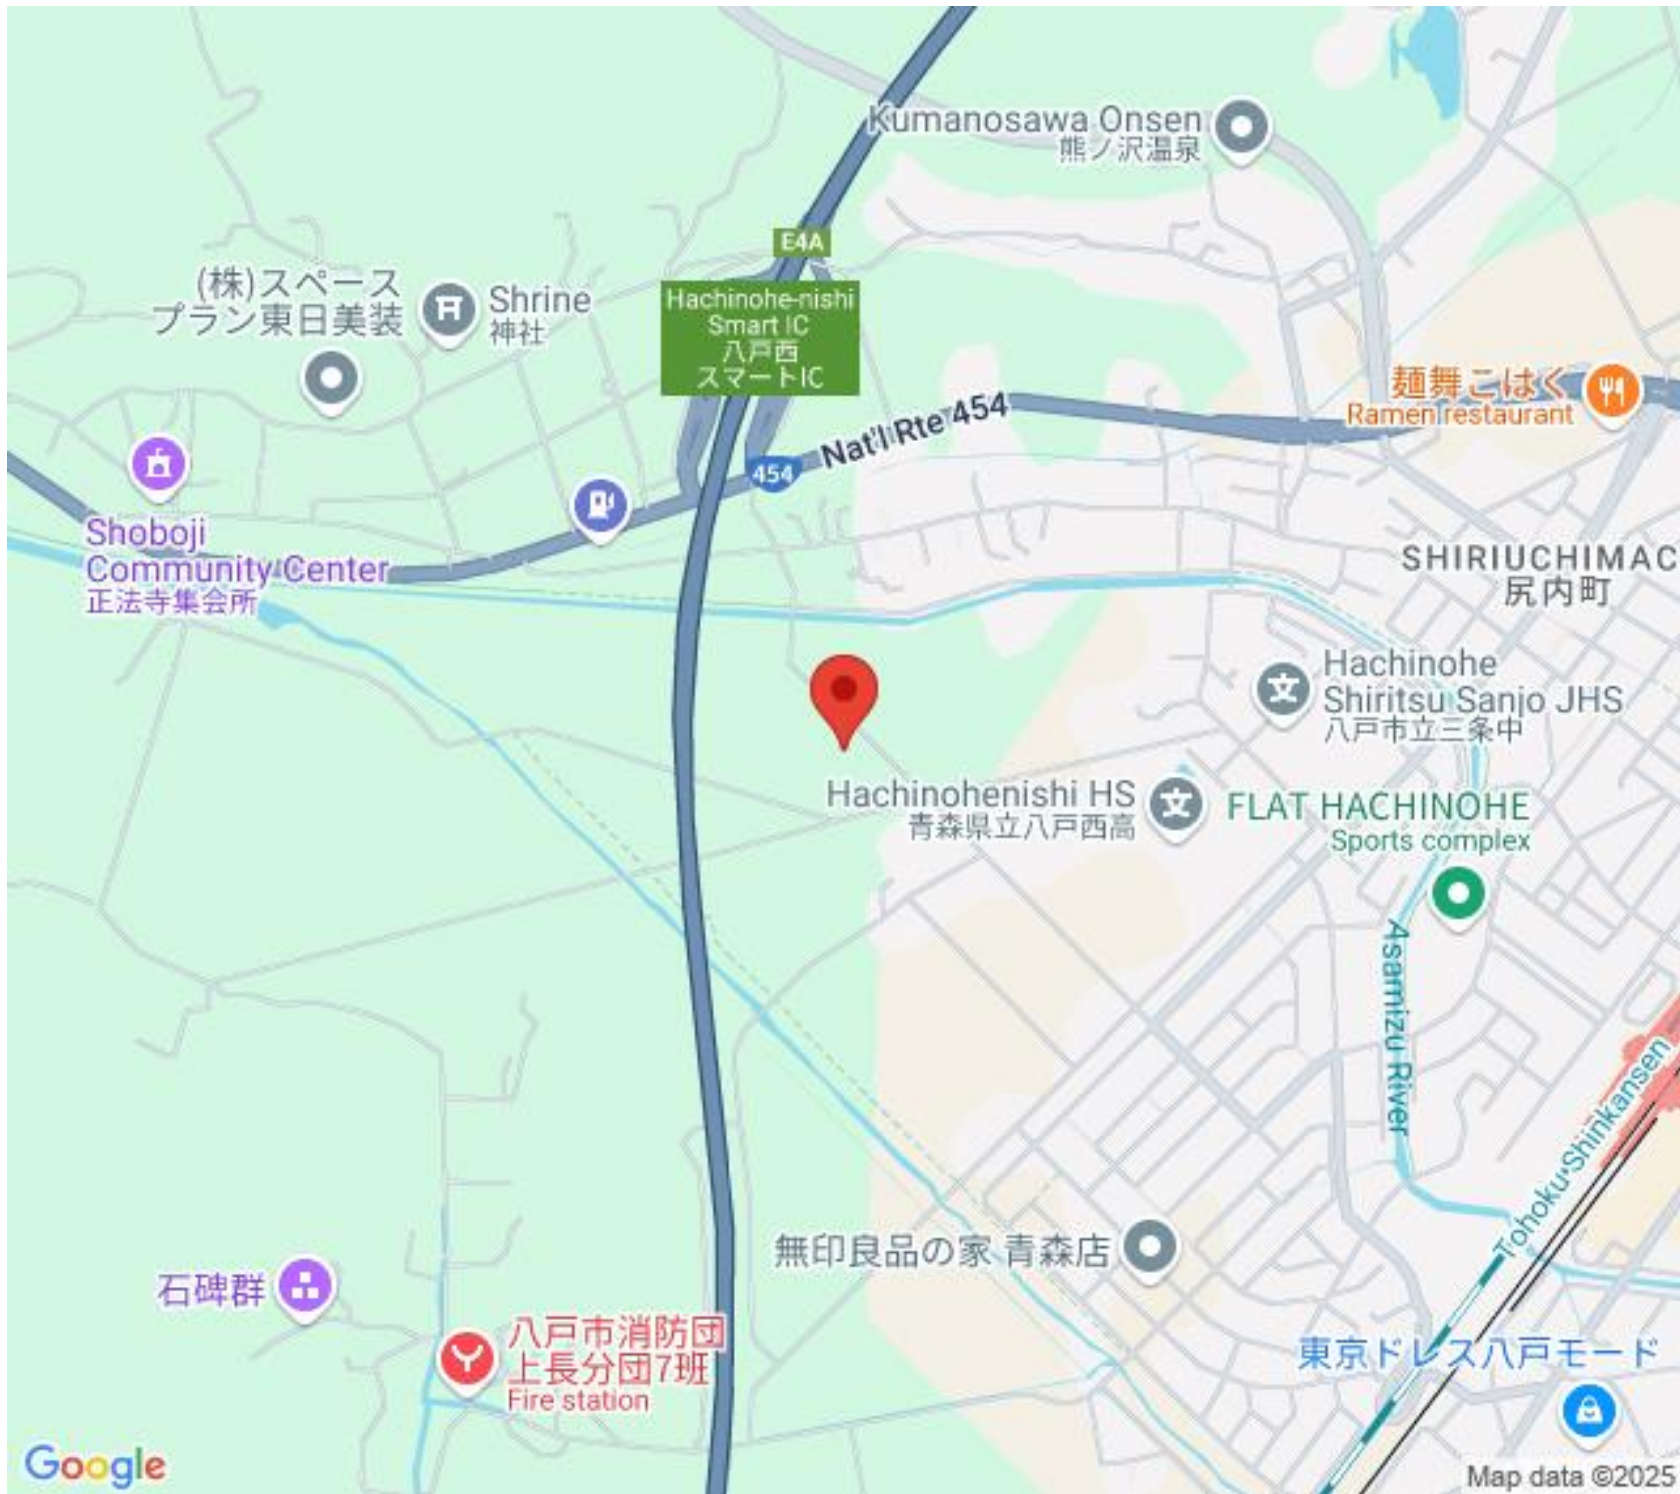 Kumanosawa Onsen
熊ノ沢温泉
E4A
(株)スペース
プラン東日美装
Shrine
神社
Hachinohe-nishi
Smart IC
八戸西
スマートIC
麺舞こはく
Ramen restaurant
Nat'l Rte 454
454
Shoboji
Community Center
正法寺集会所
SHIRIUCHIMAC
尻内町
Hachinohe
Shiritsu Sanjo JHS
八戸市立三条中
Hachinohenishi HS
青森県立八戸西高
FLAT HACHINOHE
Sports complex
Asamizu River
Tohoku Shinkansen
無印良品の家 青森店
石碑群
八戸市消防団
上長分団7班
Fire station
東京ドレス八戸モード
Google
Map data ©2025